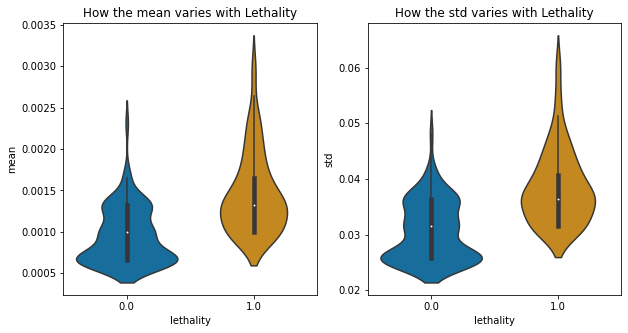 How the mean varies with Lethality
0.0035
0.0030
0.0025
0.0020
0.0015
0.0010
0.0005
mean
0.0
1.0
lethality
How the std varies with Lethality
0.06
0.05
0.04
0.03
0.02
std
0.0
1.0
lethality